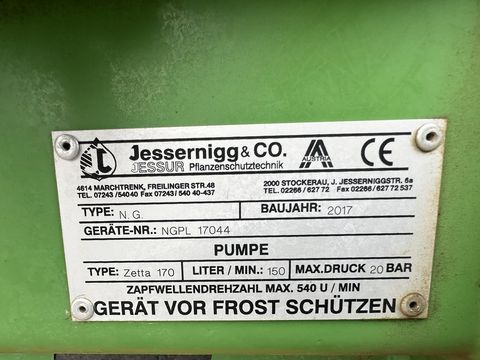 Jessernigg & CO.
JESSUR Pflanzenschutztechnik
AUSTRIA
CE
4614 MARCHTRENK, FREILINGER STR. 48
TEL. 07243/54040 Fax 07243/540 40-437
2000 STOCKERAU, J. JESSERNIGGSTR. 5a
TEL. 02266/627 72 Fax 02266/62772 537
TYPE: N.G. BAUJAHR: 2017
GERÄTE-NR: NGPL 17044
PUMPE
TYPE: Zetta 170 LITER / MIN.: 150 MAX.DRUCK 20 BAR
ZAPFWELLENDREHZAHL MAX. 540 U / MIN
GERÄT VOR FROST SCHÜTZEN